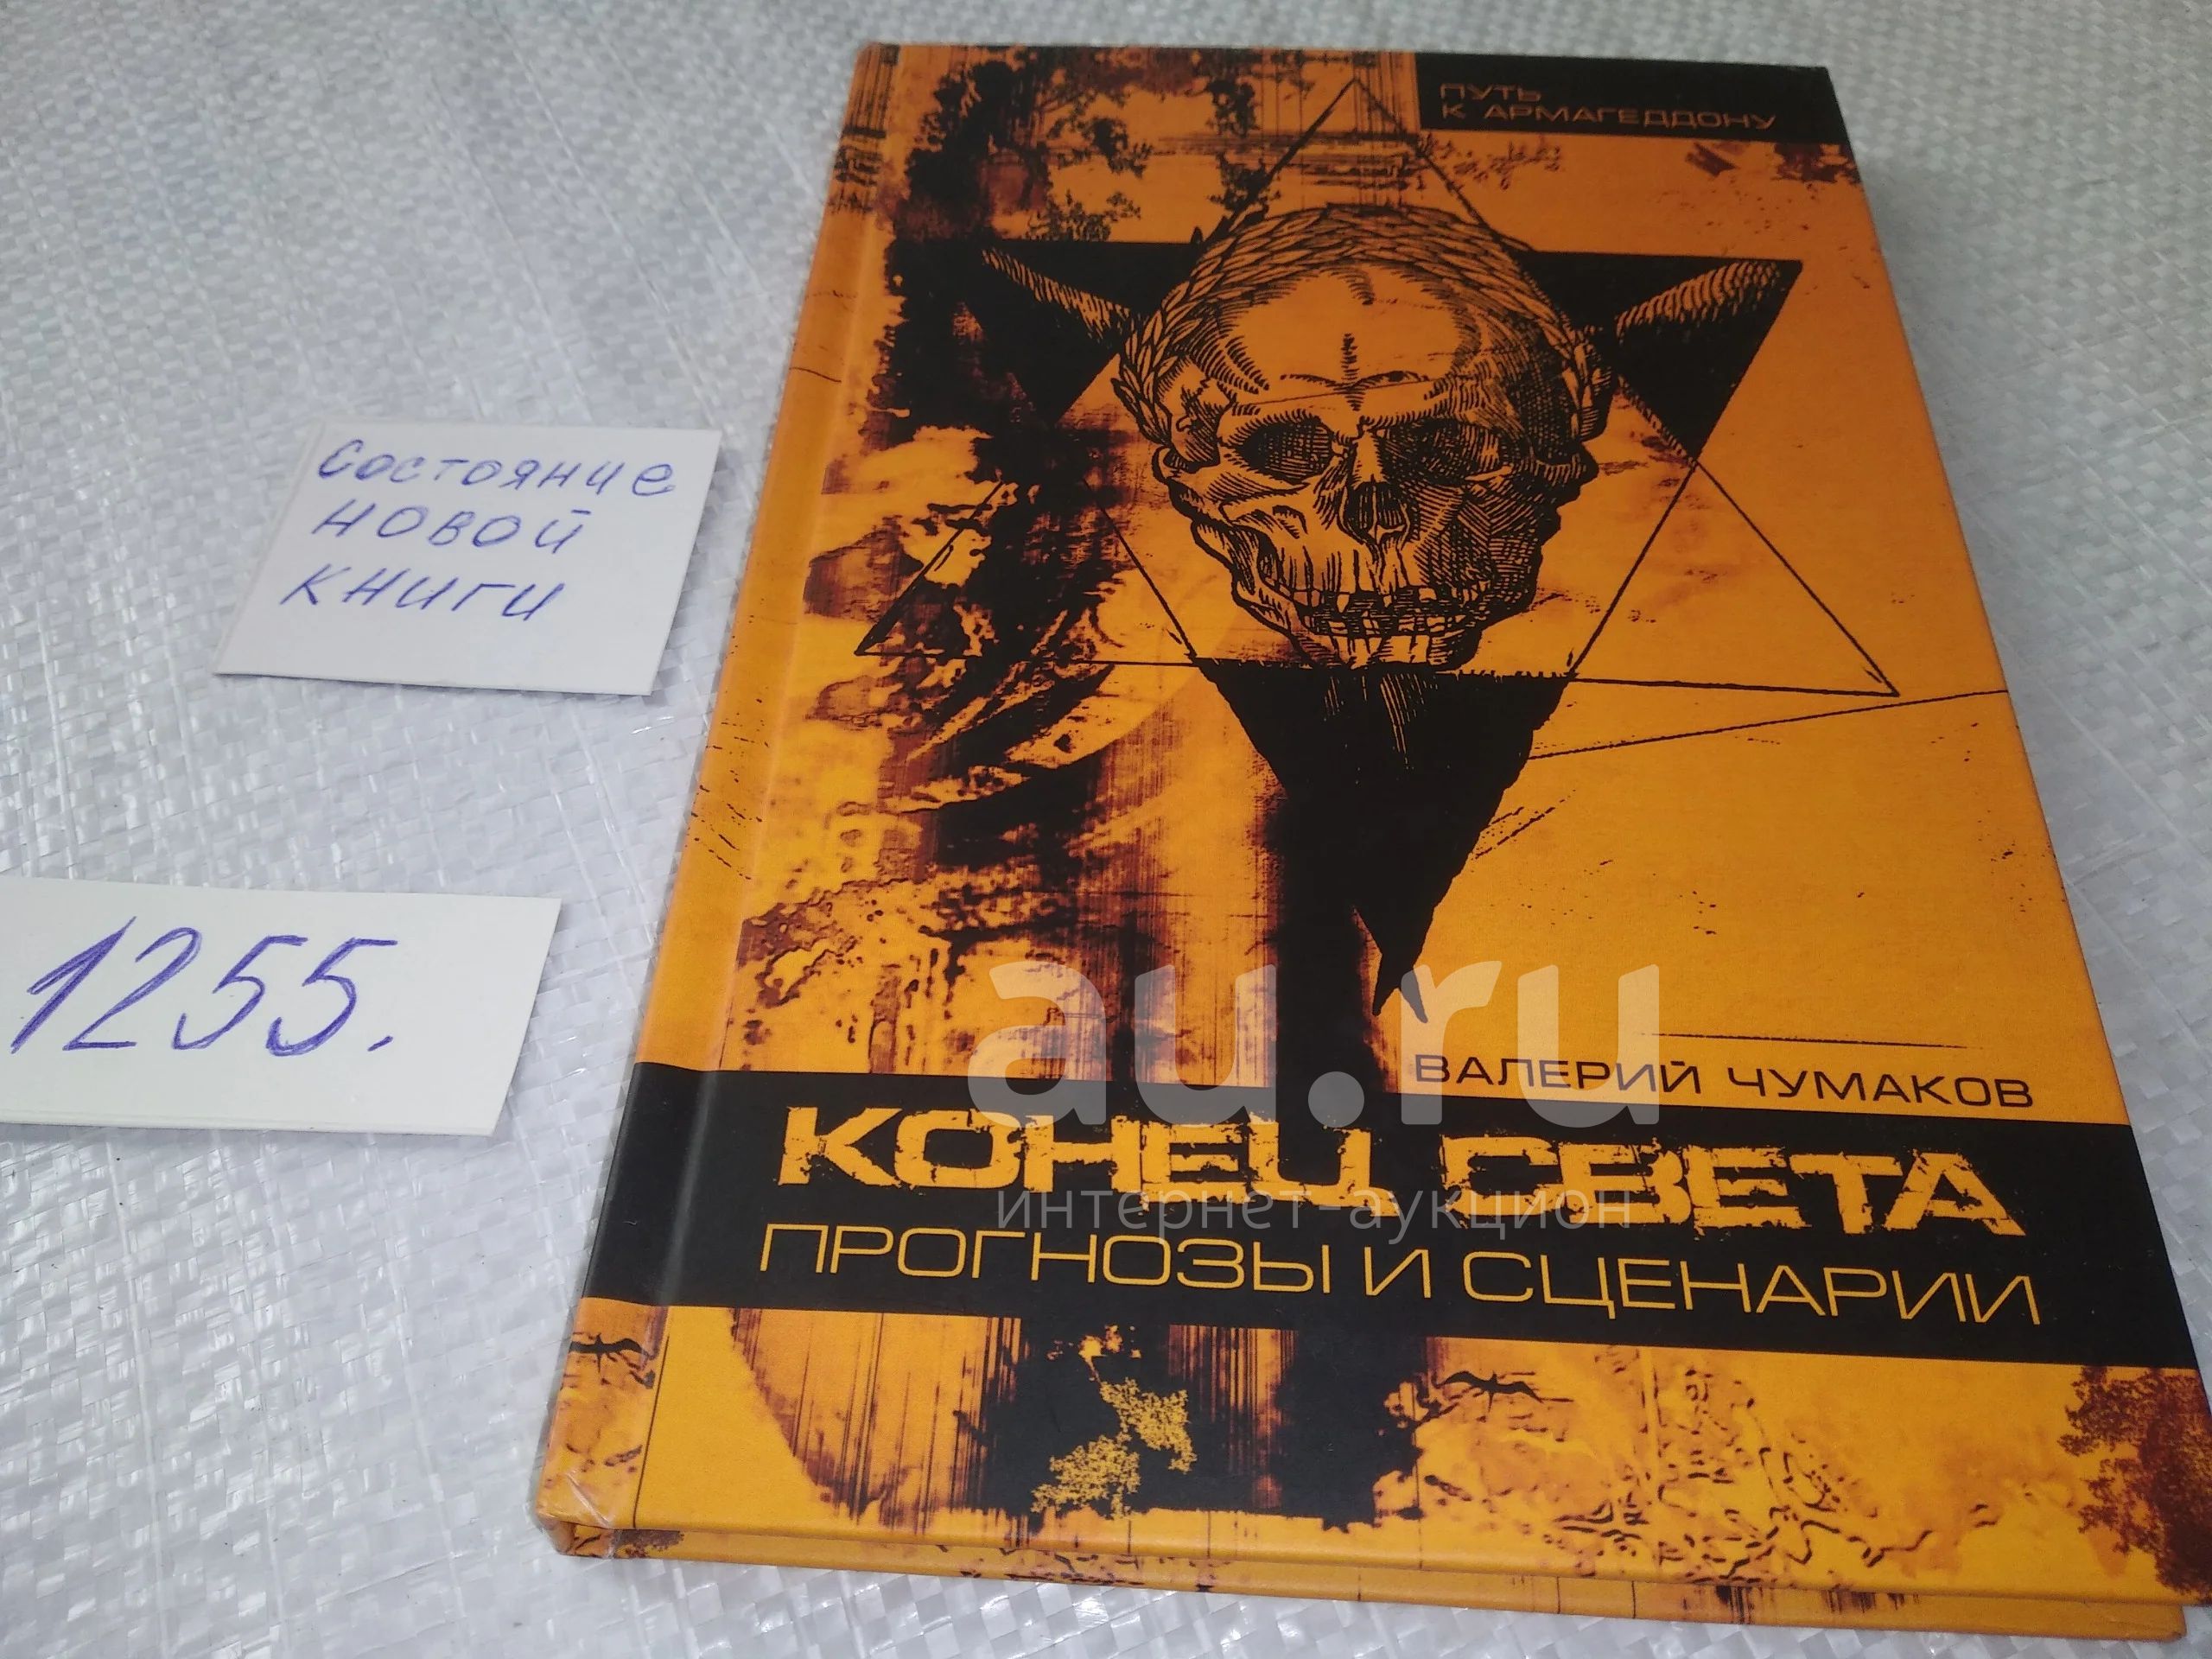 ПУТЬ
К АРМАГЕДДОНУ
Состояние
новой
книги
1255.
au.ru
ВАЛЕРИЙ ЧУМАКОВ
КОНЕЦ СВЕТА
интернет-аукцион
ПРОГНОЗЫ И СЦЕНАРИИ